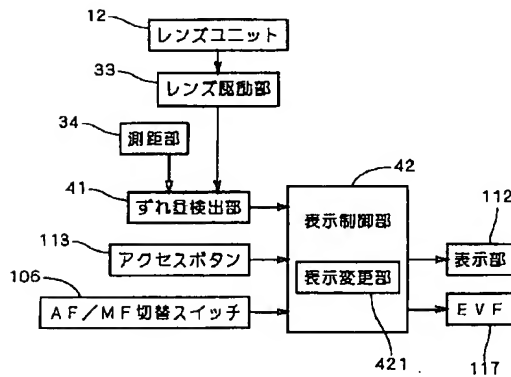 12
レンズユニット
33
レンズ駆動部
34
測距部
41
ずれ量検出部
42
表示制御部
112
113
アクセスボタン
表示部
表示変更部
106
AF/MF切替スイッチ
421
EVF
117